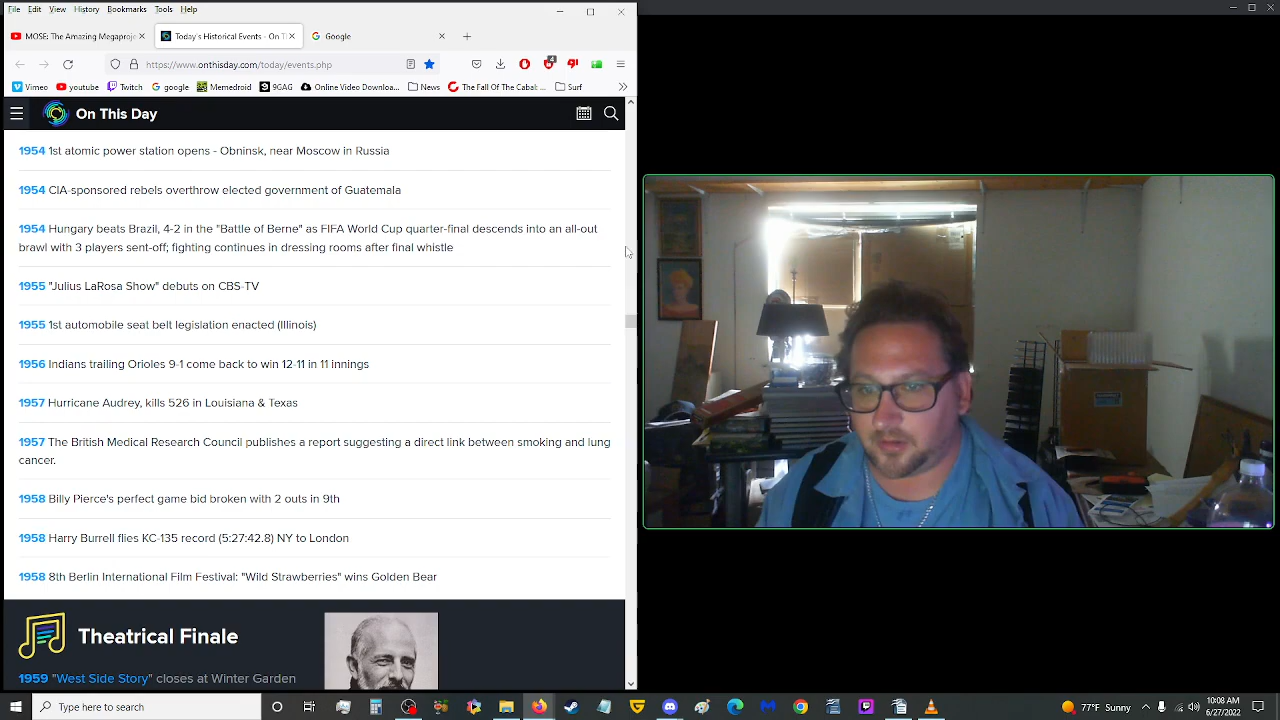 File Edit View History Bookmarks Tools Help
MOSE: The Amazing Megaproje
Today's Historical Events - On T
Google
https://www.onthisday.com/today/events.php
4
Vimeo youtube Twitch google Memedroid 9GAG Online Video Downloa... News The Fall Of The Cabal: ... Surf
On This Day
1954 1st atomic power station opens - Obninsk, near Moscow in Russia
1954 CIA-sponsored rebels overthrow elected government of Guatemala
1954 Hungary beats Brazil, 4-2 in the "Battle of Berne" as FIFA World Cup quarter-final descends into an all-out
brawl with 3 players sent-off; fighting continues in dressing rooms after final whistle
1955 "Julius LaRosa Show" debuts on CBS-TV
1955 1st automobile seat belt legislation enacted (Illinois)
1956 Indians trailing Orioles 9-1 come back to win 12-11 in 11 innings
1957 Hurricane Audrey, kills 526 in Louisiana & Texas
1957 The British Medical Research Council publishes a report suggesting a direct link between smoking and lung
cancer.
1958 Billy Pierce's perfect game bid broken with 2 outs in 9th
1958 Harry Burrell flies KC-135 record (5:27:42.8) NY to London
1958 8th Berlin International Film Festival: "Wild Strawberries" wins Golden Bear
Theatrical Finale
1959 "West Side Story" closes at Winter Garden
Type here to search
77°F Sunny
10:08 AM
6/27/2022